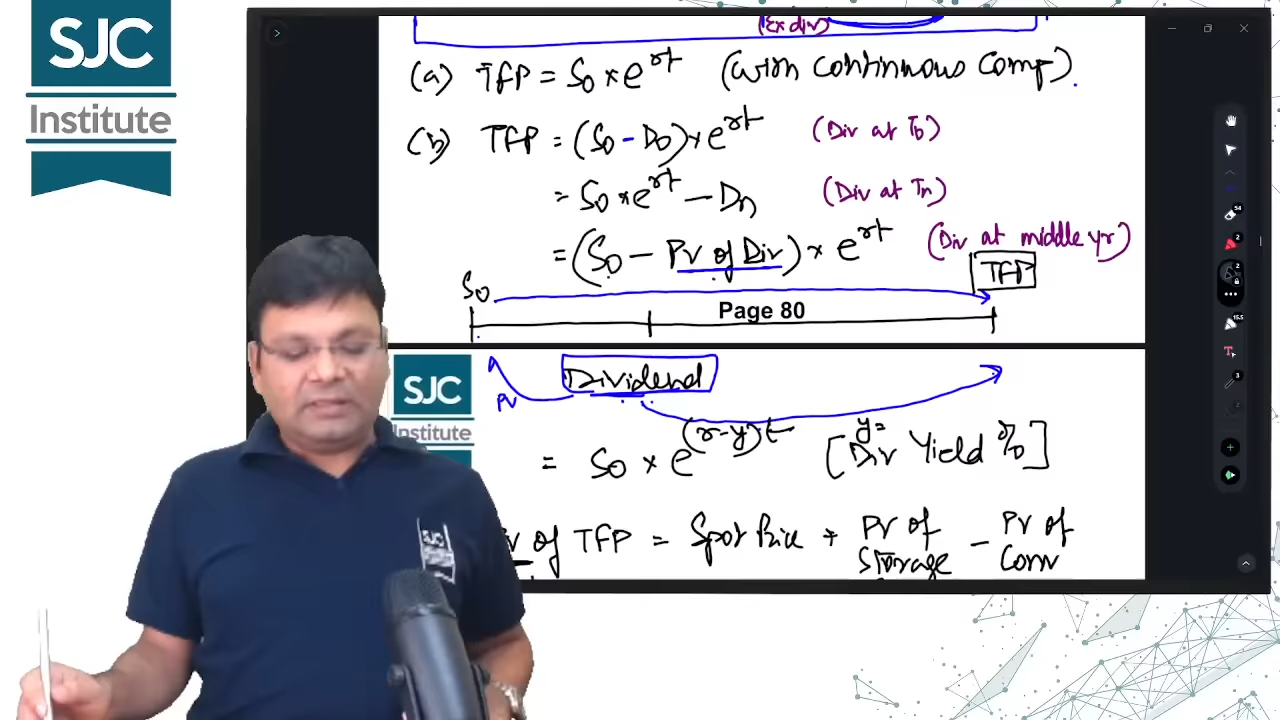 SJC
Institute
(Ex div)
(a) TFP = S0 × e^rt (with continuous comp).
(b) TFP = (S0 - D0) × e^rt (Div at T0)
= S0 × e^rt - Dn (Div at Tn)
= (S0 - PV of Div) × e^rt (Div at middle yr)
S0 TFP
Page 80
SJC
Institute
Dividend
PV
= S0 × e^(r-y)t [y= Div Yield %]
of TFP = Spot Price + PV of Storage - PV of Conv
SJC